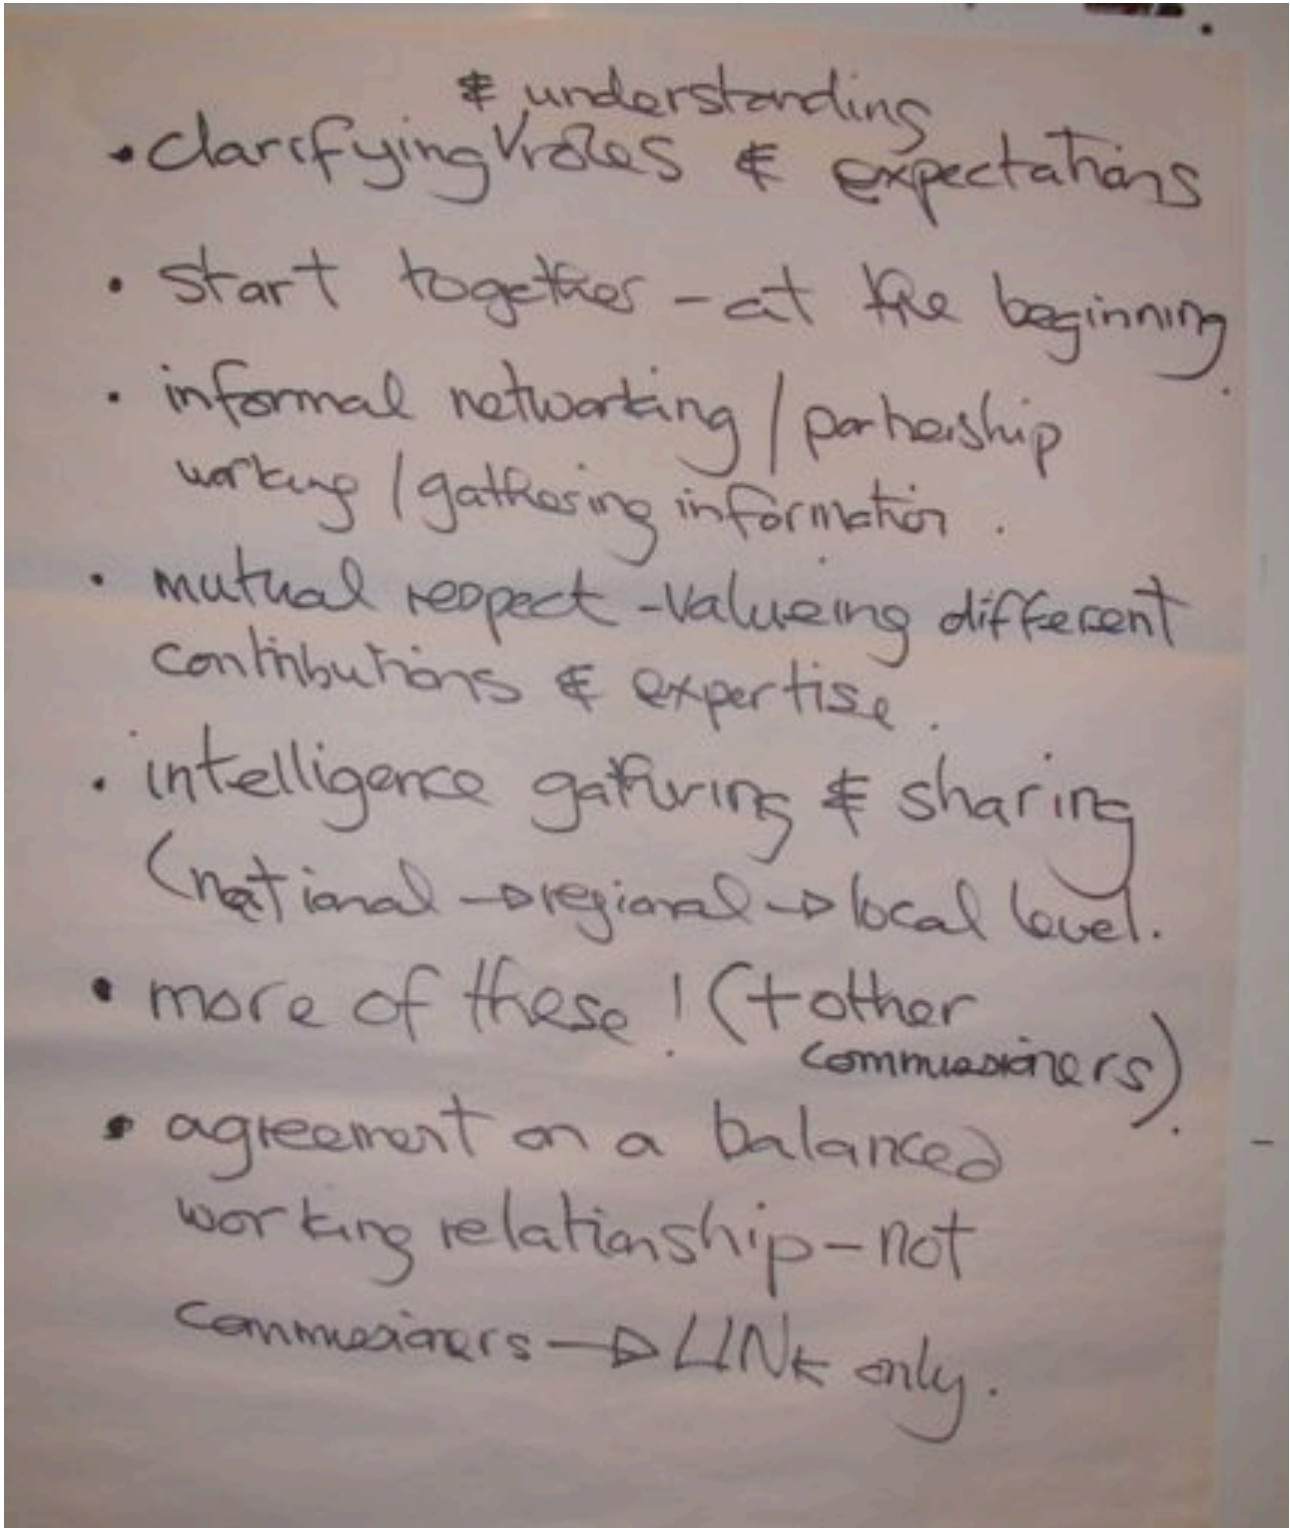 & understanding
• clarifying √ roles & expectations
• start together - at the beginning.
• informal networking / partnership
working / gathering information.
• mutual respect - valueing different
contributions & expertise.
• intelligence gathering & sharing
(national → regional → local level.
• more of these! (+ other
commissioners).
• agreement on a balanced
working relationship - not
commissioners → LINk only.